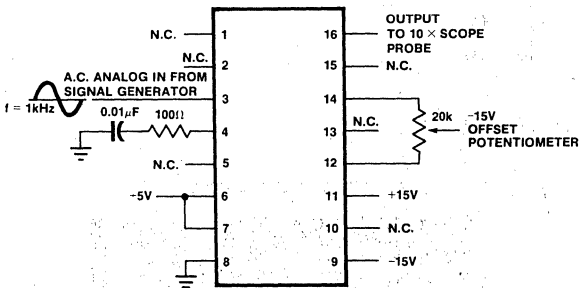 N.C. 1
N.C. 2
A.C. ANALOG IN FROM
SIGNAL GENERATOR 3
f = 1kHz
0.01μF 100Ω 4
N.C. 5
-5V 6
7
8
OUTPUT
TO 10 × SCOPE
PROBE
16
15 N.C.
14
20k -15V
OFFSET
POTENTIOMETER
N.C. 13
12
11 +15V
10 N.C.
9 -15V